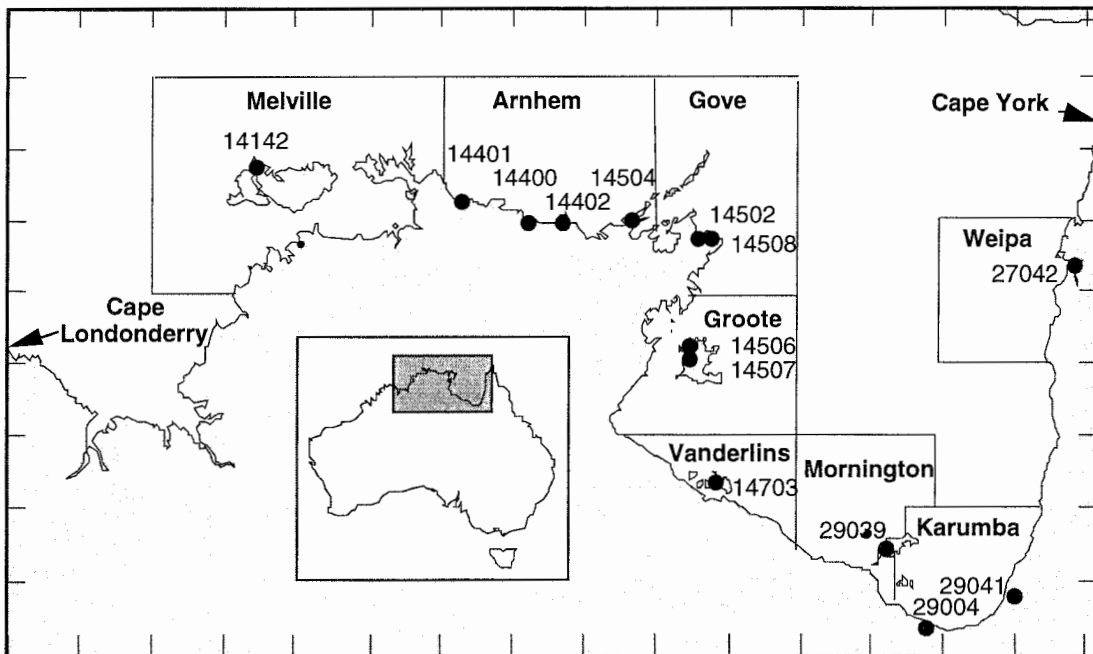 Melville
Arnhem
Gove
Cape York
14142
14401
14400
14504
14402
14502
14508
Weipa
27042
Cape
Londonderry
Groote
14506
14507
Vanderlins
Mornington
14703
29039
Karumba
29041
29004